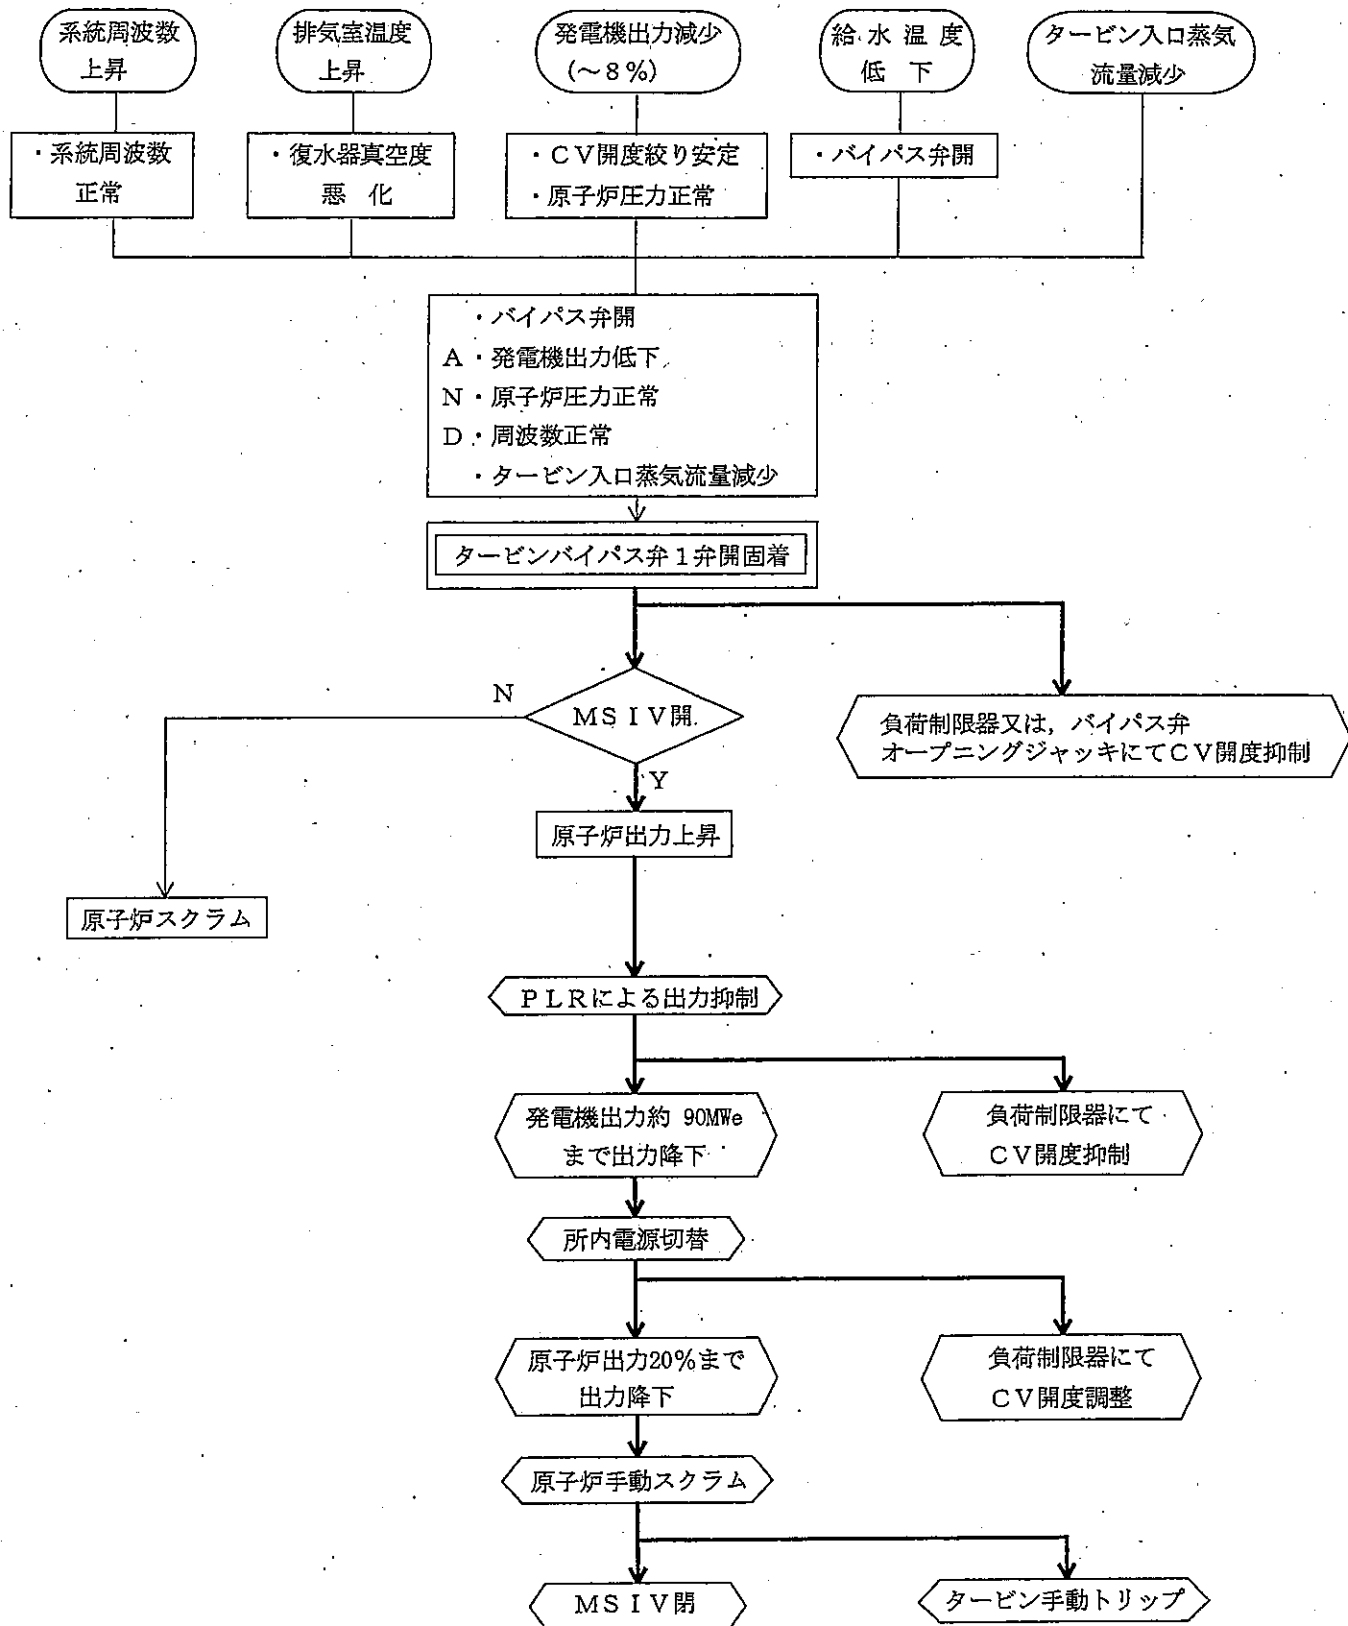 系統周波数
上昇
排気室温度
上昇
発電機出力減少
(～8%)
給水温度
低下
タービン入口蒸気
流量減少
・系統周波数
正常
・復水器真空度
悪化
・CV開度絞り安定
・原子炉圧力正常
・バイパス弁開
・バイパス弁開
A・発電機出力低下
N・原子炉圧力正常
D・周波数正常
・タービン入口蒸気流量減少
タービンバイパス弁1弁開固着
N
MSIV開
Y
負荷制限器又は，バイパス弁
オープニングジャッキにてCV開度抑制
原子炉出力上昇
原子炉スクラム
PLRによる出力抑制
発電機出力約 90MWe
まで出力降下
負荷制限器にて
CV開度抑制
所内電源切替
原子炉出力20%まで
出力降下
負荷制限器にて
CV開度調整
原子炉手動スクラム
MSIV閉
タービン手動トリップ